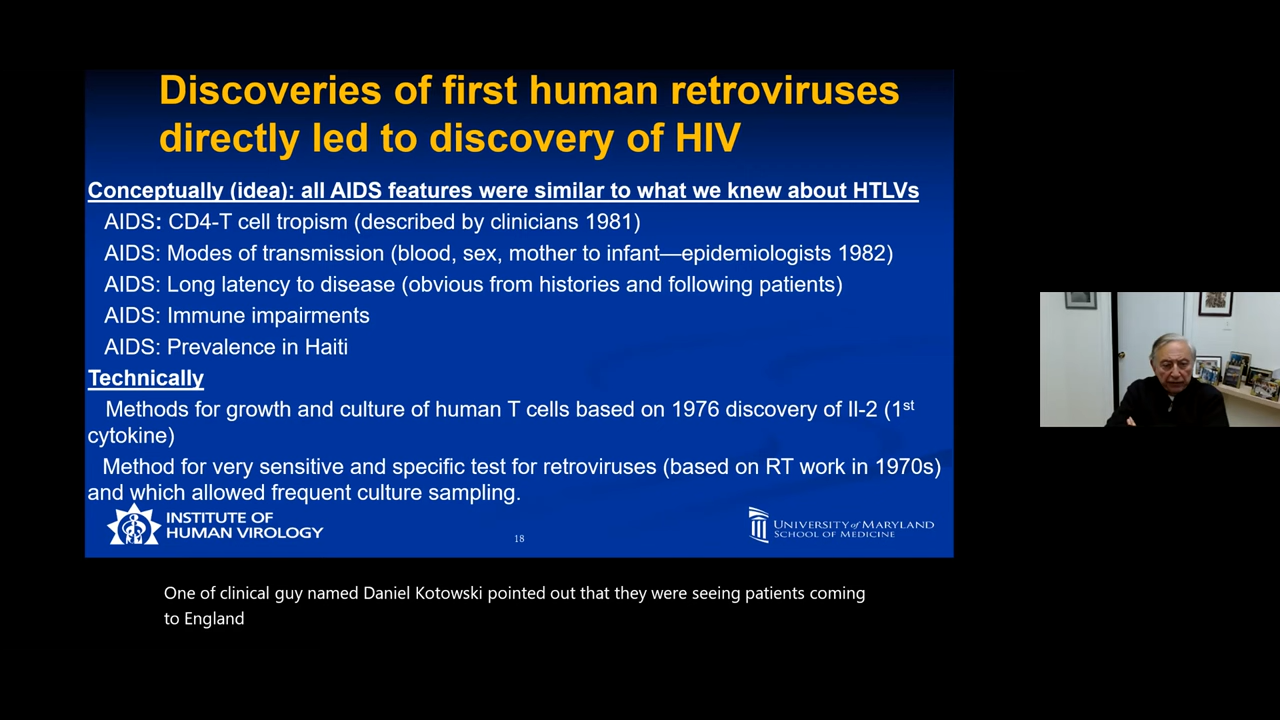 Discoveries of first human retroviruses
directly led to discovery of HIV
Conceptually (idea): all AIDS features were similar to what we knew about HTLVs
AIDS: CD4-T cell tropism (described by clinicians 1981)
AIDS: Modes of transmission (blood, sex, mother to infant—epidemiologists 1982)
AIDS: Long latency to disease (obvious from histories and following patients)
AIDS: Immune impairments
AIDS: Prevalence in Haiti
Technically
Methods for growth and culture of human T cells based on 1976 discovery of Il-2 (1st
cytokine)
Method for very sensitive and specific test for retroviruses (based on RT work in 1970s)
and which allowed frequent culture sampling.
INSTITUTE OF
HUMAN VIROLOGY
18
UNIVERSITY of MARYLAND
SCHOOL OF MEDICINE
One of clinical guy named Daniel Kotowski pointed out that they were seeing patients coming
to England